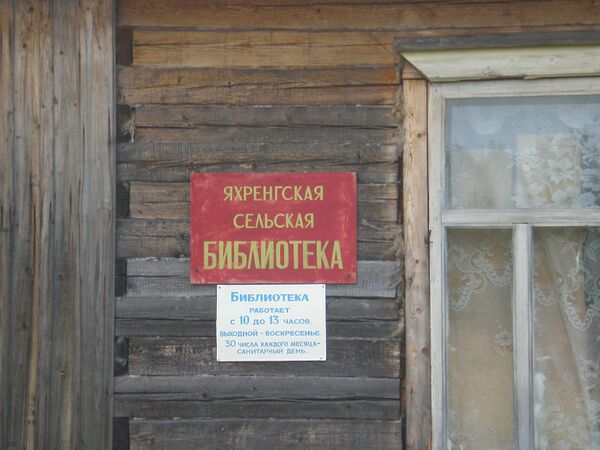 ЯХРЕНГСКАЯ
СЕЛЬСКАЯ
БИБЛИОТЕКА
БИБЛИОТЕКА
РАБОТАЕТ
с 10 до 13 часов.
ВЫХОДНОЙ - ВОСКРЕСЕНЬЕ
30 ЧИСЛА КАЖДОГО МЕСЯЦА-
САНИТАРНЫЙ ДЕНЬ.